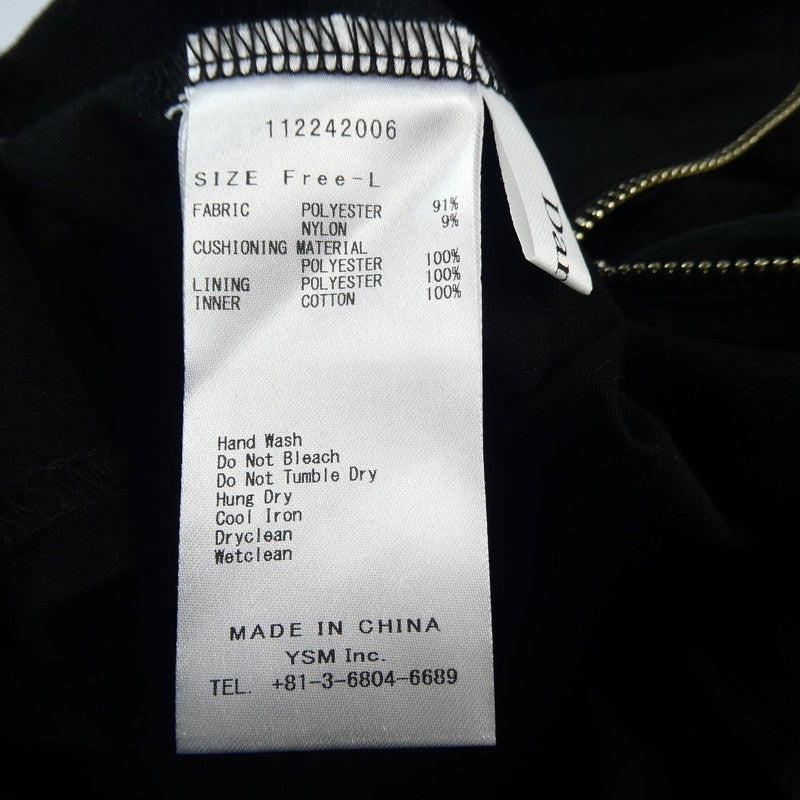 112242006
SIZE Free-L
FABRIC POLYESTER 91%
NYLON 9%
CUSHIONING MATERIAL
POLYESTER 100%
LINING POLYESTER 100%
INNER COTTON 100%
Hand Wash
Do Not Bleach
Do Not Tumble Dry
Hung Dry
Cool Iron
Dryclean
Wetclean
MADE IN CHINA
YSM Inc.
TEL. +81-3-6804-6689